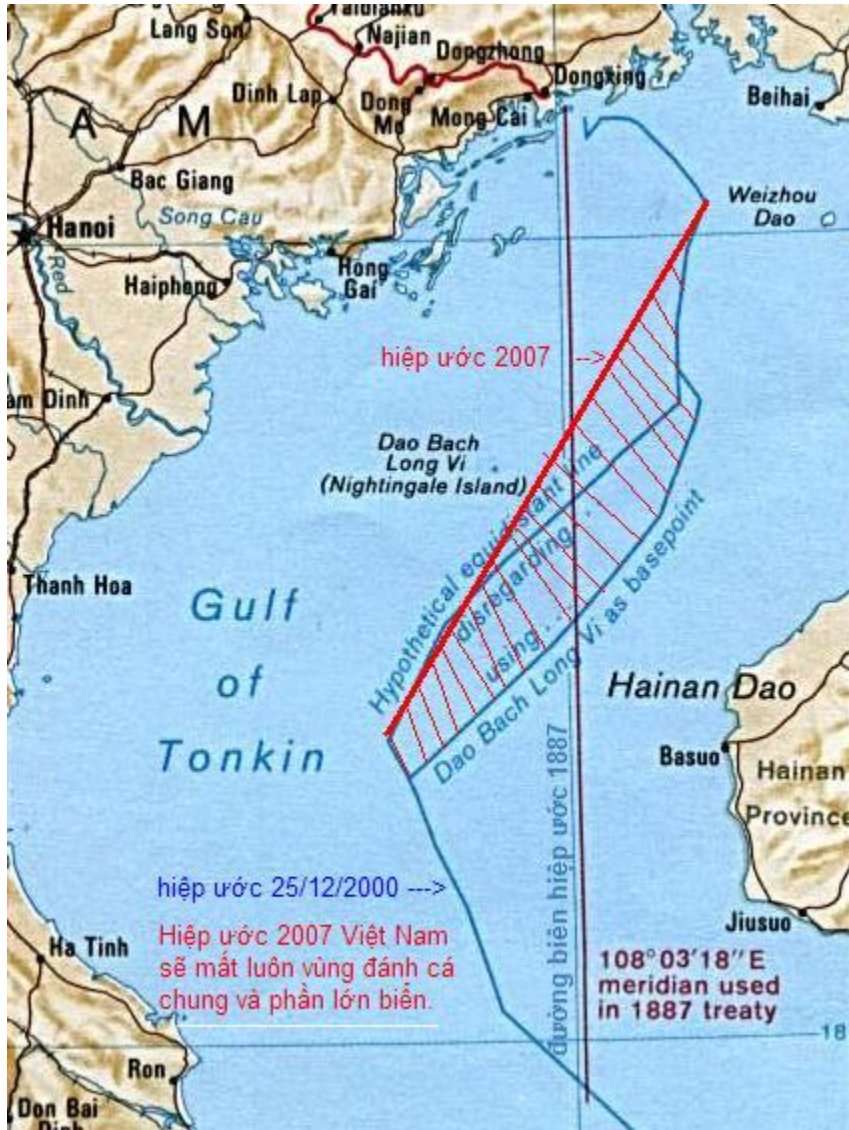 Lang Son
Najian
Dongzhong
Dongxing
Dinh Lap
Dong
Mo
Mong Cai
Beihai
A M
Bac Giang
Song Cau
Weizhou
Dao
Hanoi
Red
Haiphong
Hong
Gai
hiệp ước 2007 -->
am Dinh
Dao Bach
Long Vi
(Nightingale Island)
Hypothetical equidistant line
disregarding...
using...
Dao Bach Long Vi as basepoint
Thanh Hoa
Gulf
of
Tonkin
Hainan Dao
Basuo
Hainan
Province
đường biên hiệp ước 1887
hiệp ước 25/12/2000 --->
Hiệp ước 2007 Việt Nam
sẽ mất luôn vùng đánh cá
chung và phần lớn biển.
Jiusuo
Ha Tinh
108°03'18"E
meridian used
in 1887 treaty
18
Ron
Don Bai